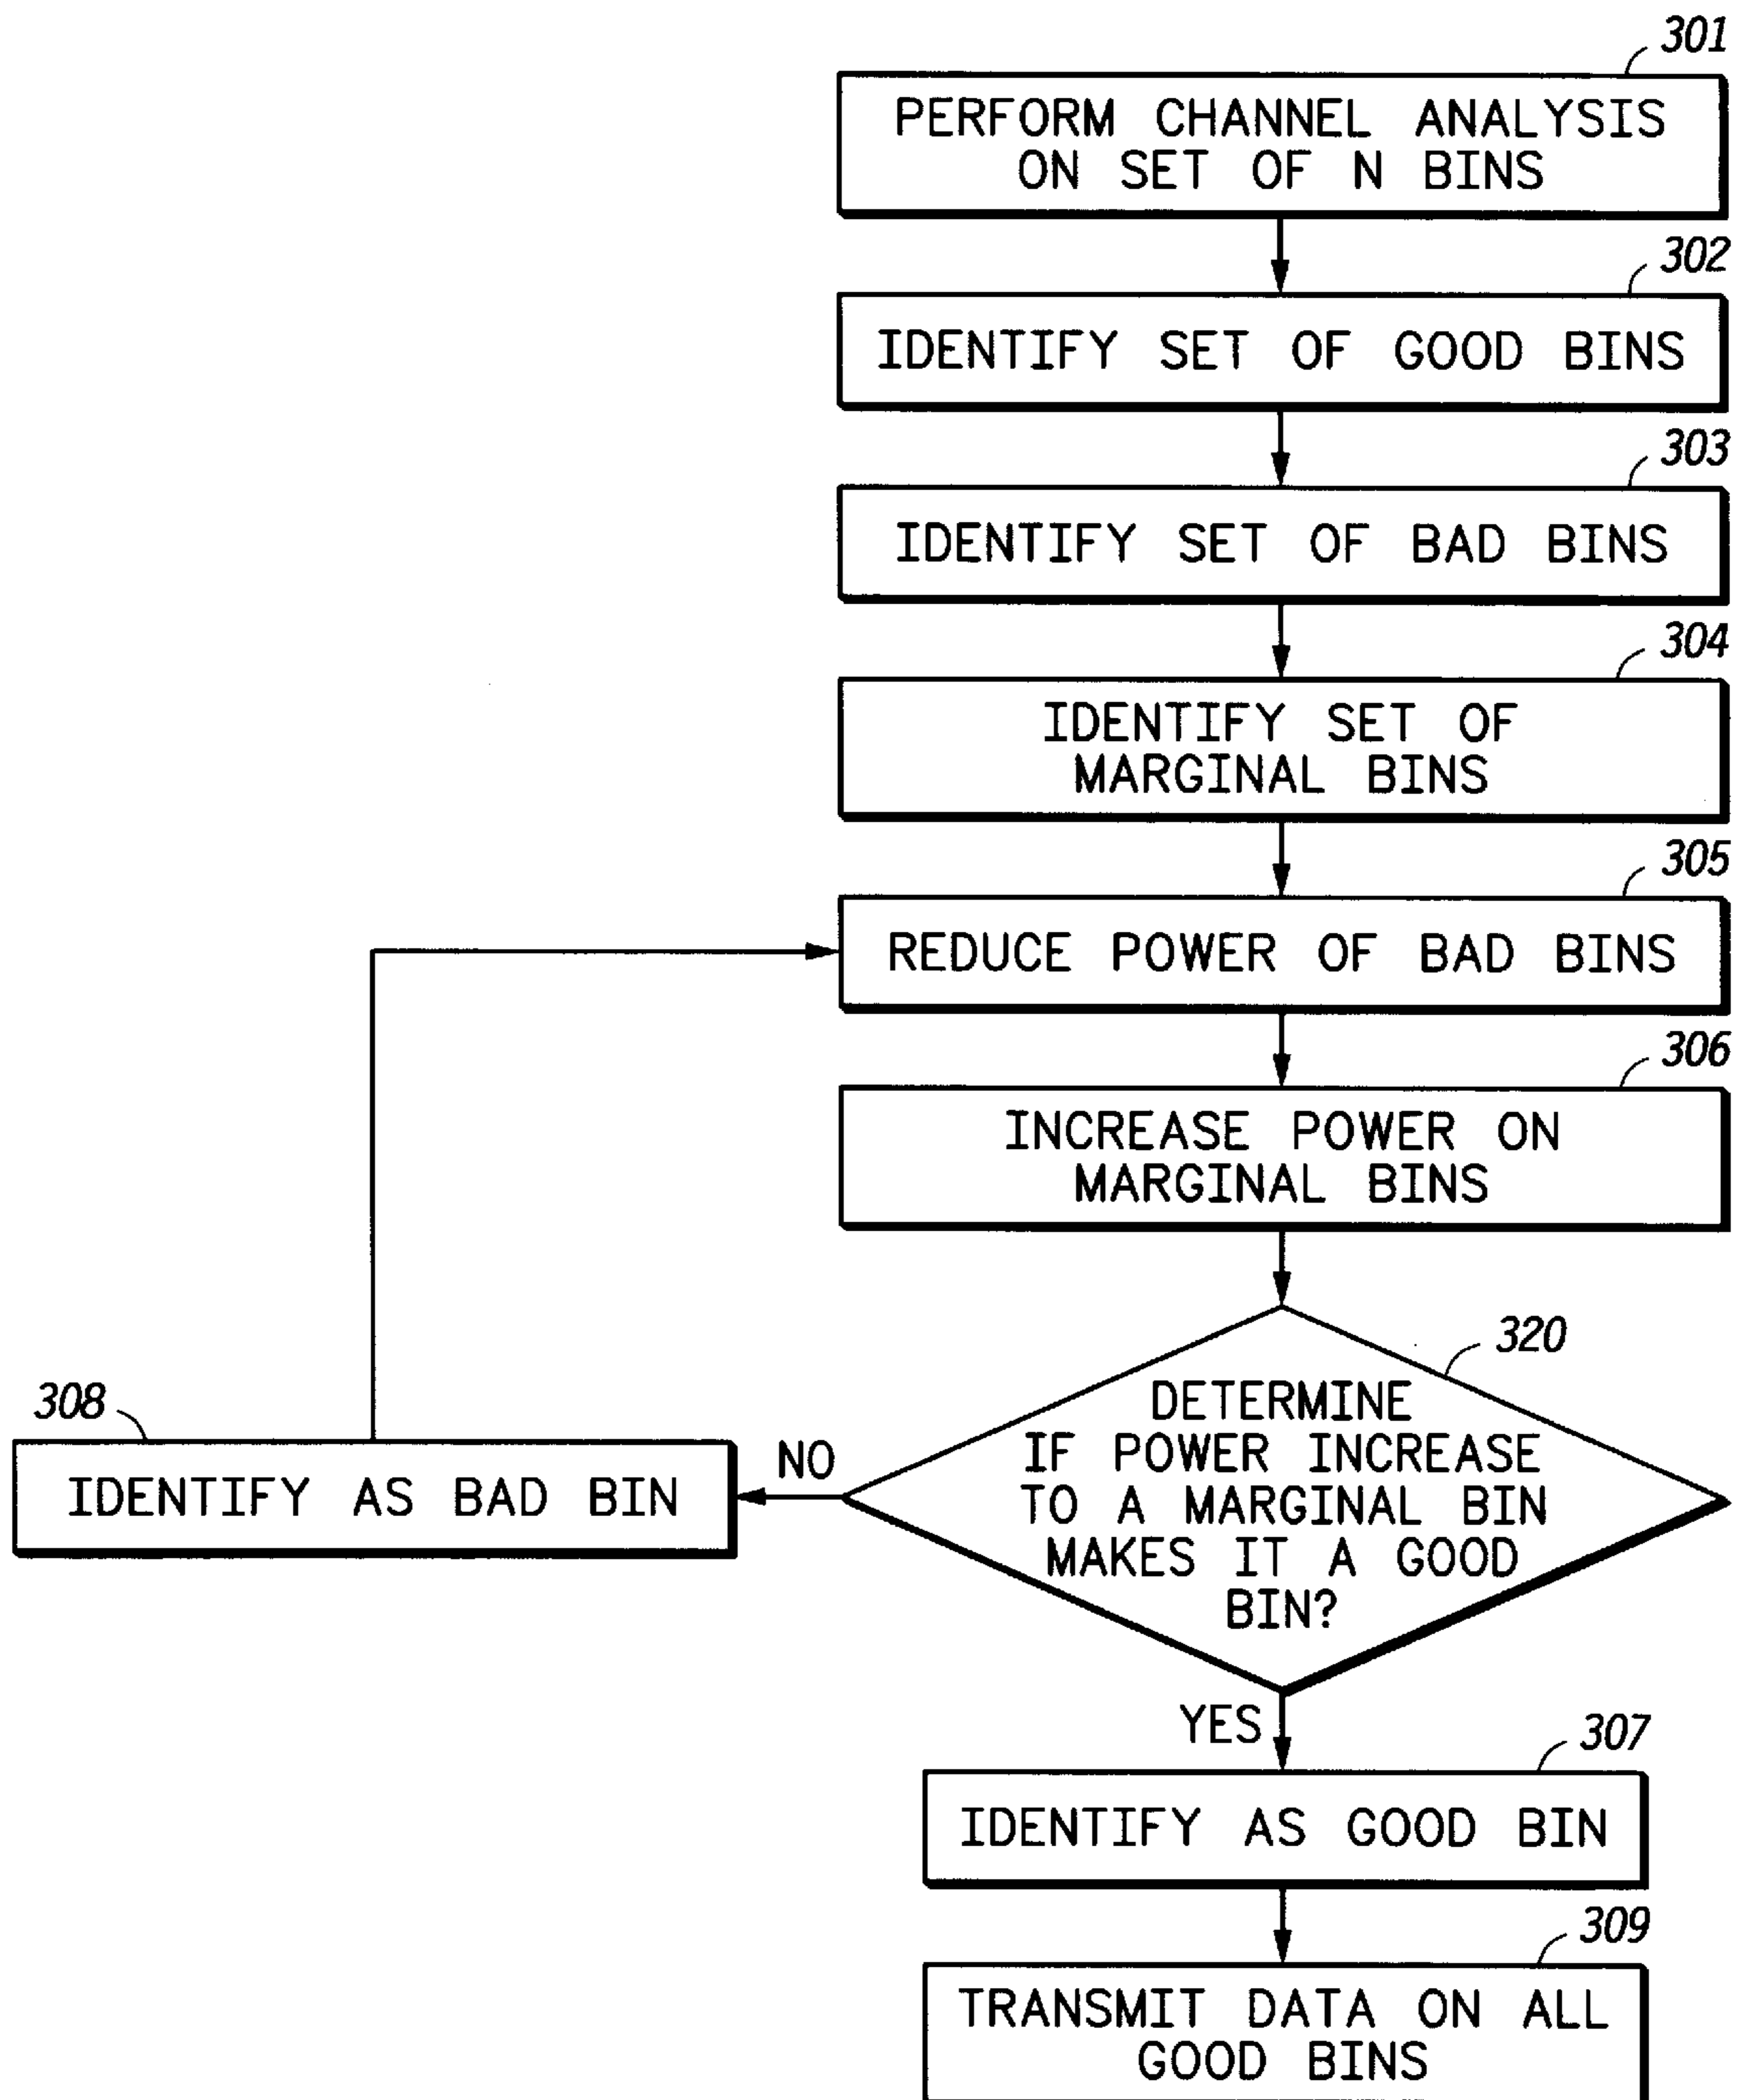 301
PERFORM CHANNEL ANALYSIS
ON SET OF N BINS
302
IDENTIFY SET OF GOOD BINS
303
IDENTIFY SET OF BAD BINS
304
IDENTIFY SET OF
MARGINAL BINS
305
REDUCE POWER OF BAD BINS
306
INCREASE POWER ON
MARGINAL BINS
320
DETERMINE
IF POWER INCREASE
TO A MARGINAL BIN
MAKES IT A GOOD
BIN?
NO
308
IDENTIFY AS BAD BIN
YES
307
IDENTIFY AS GOOD BIN
309
TRANSMIT DATA ON ALL
GOOD BINS